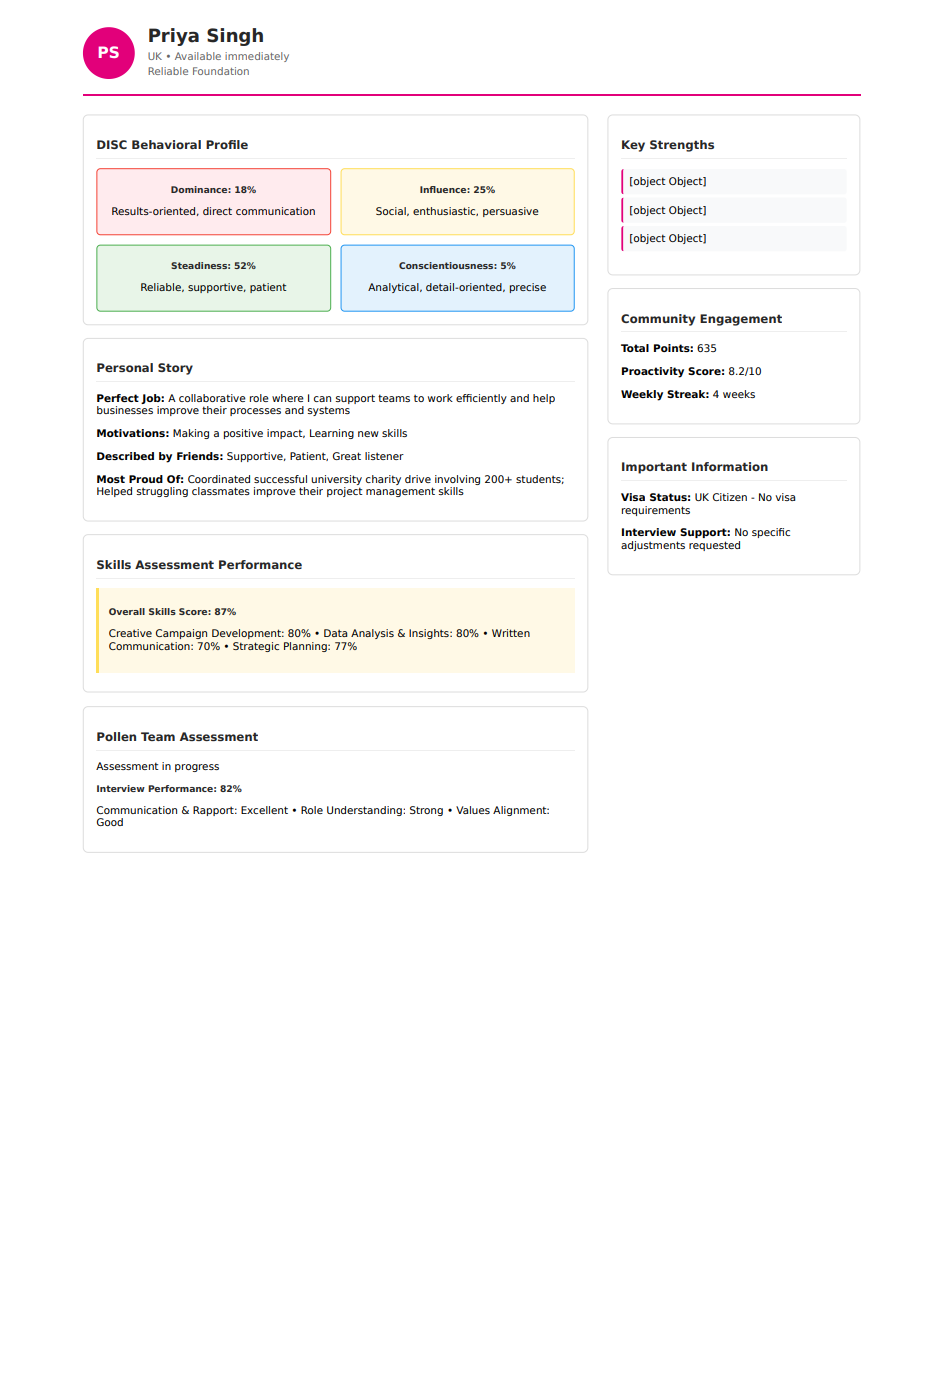 PS
Priya Singh
UK • Available immediately
Reliable Foundation
DISC Behavioral Profile
Dominance: 18%
Results-oriented, direct communication
Influence: 25%
Social, enthusiastic, persuasive
Steadiness: 52%
Reliable, supportive, patient
Conscientiousness: 5%
Analytical, detail-oriented, precise
Personal Story
Perfect Job: A collaborative role where I can support teams to work efficiently and help
businesses improve their processes and systems
Motivations: Making a positive impact, Learning new skills
Described by Friends: Supportive, Patient, Great listener
Most Proud Of: Coordinated successful university charity drive involving 200+ students;
Helped struggling classmates improve their project management skills
Skills Assessment Performance
Overall Skills Score: 87%
Creative Campaign Development: 80% • Data Analysis & Insights: 80% • Written
Communication: 70% • Strategic Planning: 77%
Pollen Team Assessment
Assessment in progress
Interview Performance: 82%
Communication & Rapport: Excellent • Role Understanding: Strong • Values Alignment:
Good
Key Strengths
[object Object]
[object Object]
[object Object]
Community Engagement
Total Points: 635
Proactivity Score: 8.2/10
Weekly Streak: 4 weeks
Important Information
Visa Status: UK Citizen - No visa
requirements
Interview Support: No specific
adjustments requested